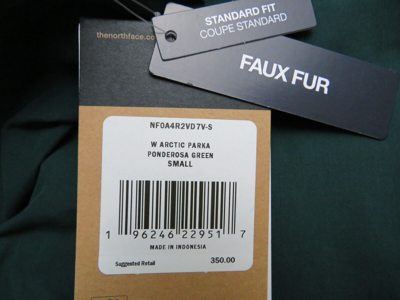 STANDARD FIT
COUPE STANDARD
thenorthface.co
FAUX FUR
NF0A4R2VD7V-S
W ARCTIC PARKA
PONDEROSA GREEN
SMALL
1 96246 22951 7
MADE IN INDONESIA
Suggested Retail 350.00